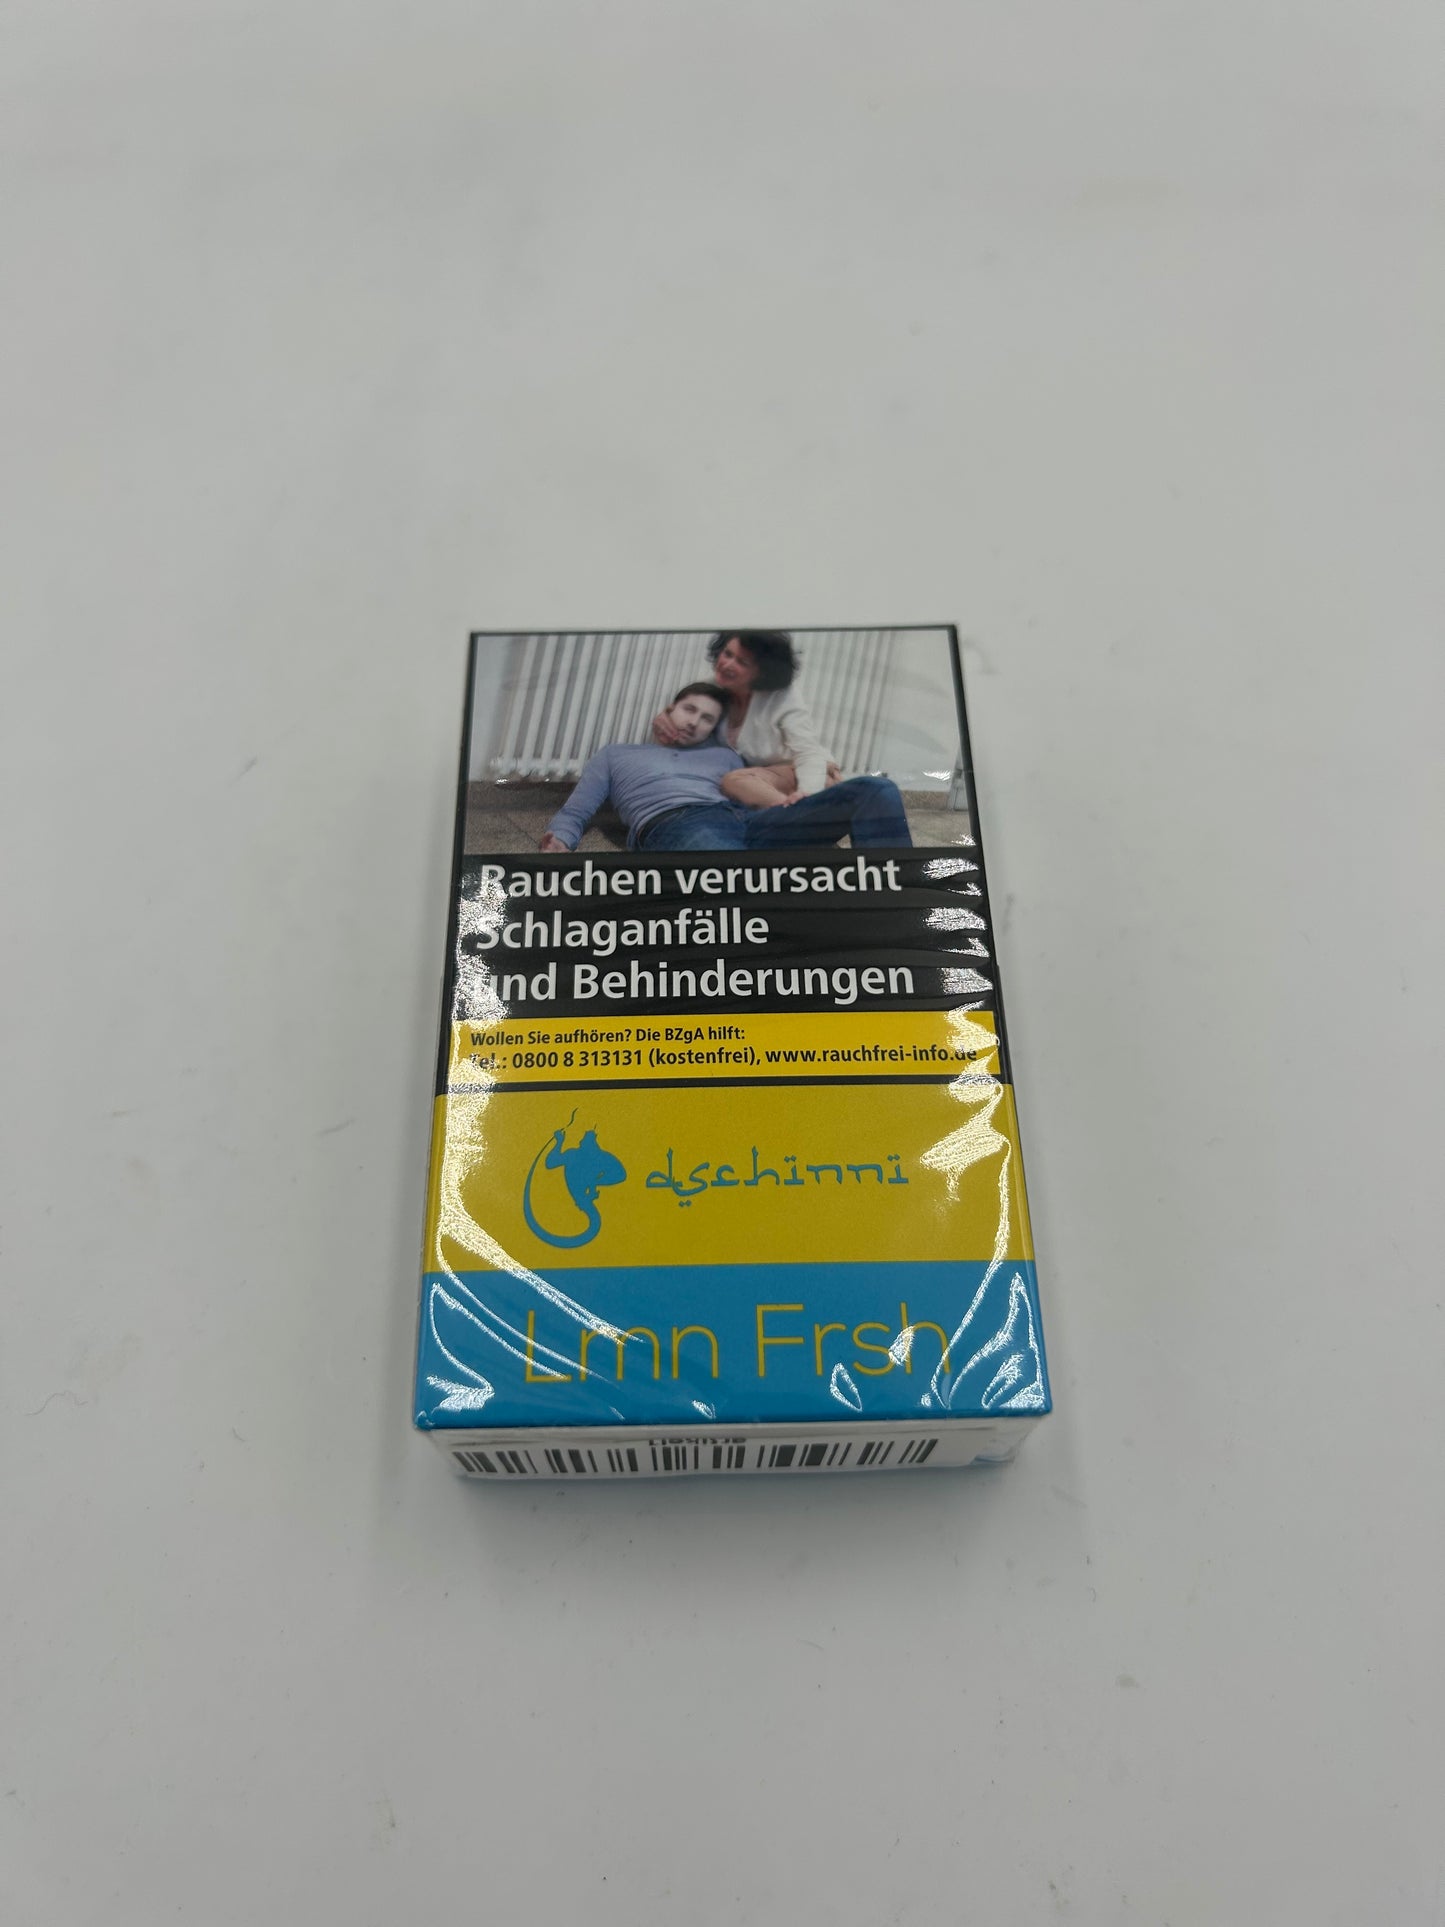 Rauchen verursacht
Schlaganfälle
und Behinderungen
Wollen Sie aufhören? Die BZgA hilft:
Tel.: 0800 8 313131 (kostenfrei), www.rauchfrei-info.de
dschinni
Lmn Frsh
artikel1